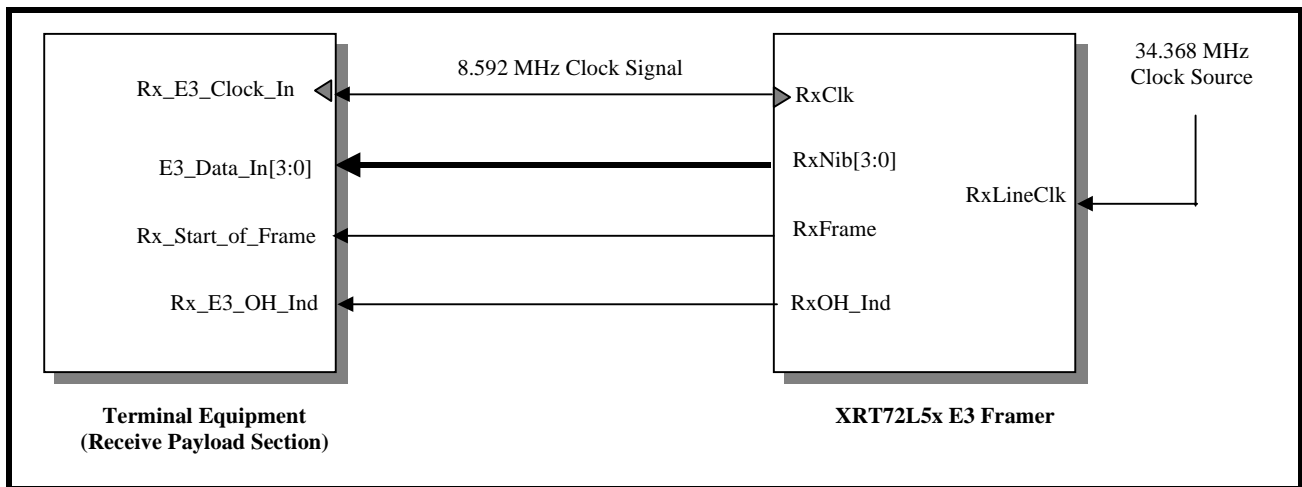 34.368 MHz
Clock Source
8.592 MHz Clock Signal
Rx_E3_Clock_In
RxClk
E3_Data_In[3:0]
RxNib[3:0]
RxLineClk
Rx_Start_of_Frame
RxFrame
Rx_E3_OH_Ind
RxOH_Ind
Terminal Equipment
(Receive Payload Section)
XRT72L5x E3 Framer